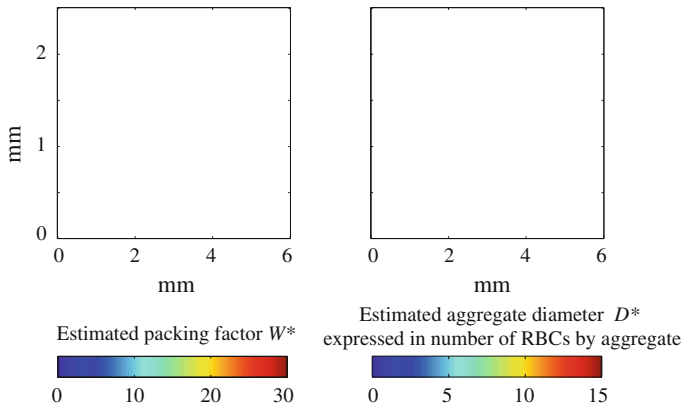 2
1
0
mm
0 2 4 6
mm
0 2 4 6
mm
Estimated packing factor W*
0 10 20 30
Estimated aggregate diameter D*
expressed in number of RBCs by aggregate
0 5 10 15